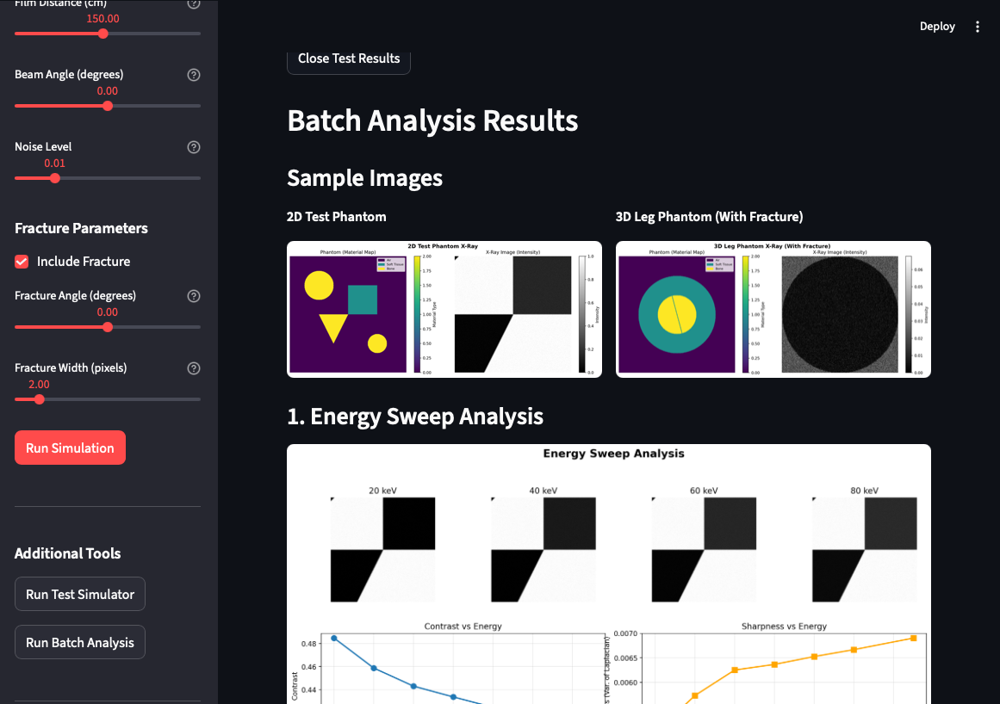 Film Distance (cm)
150.00
Beam Angle (degrees)
0.00
Noise Level
0.01
Fracture Parameters
Include Fracture
Fracture Angle (degrees)
0.00
Fracture Width (pixels)
2.00
Run Simulation
Additional Tools
Run Test Simulator
Run Batch Analysis
Deploy
Close Test Results
Batch Analysis Results
Sample Images
2D Test Phantom
3D Leg Phantom (With Fracture)
2D Test Phantom X-Ray
Phantom (Material Map)
X-Ray Image (Intensity)
Air
Soft Tissue
Bone
2.00
1.75
1.50
1.25
1.00
0.75
0.50
0.25
0.00
Material Type
1.0
0.8
0.6
0.4
0.2
0.0
Intensity
3D Leg Phantom X-Ray (With Fracture)
Phantom (Material Map)
X-Ray Image (Intensity)
Air
Soft Tissue
Bone
2.00
1.75
1.50
1.25
1.00
0.75
0.50
0.25
0.00
Material Type
0.06
0.05
0.04
0.03
0.02
0.01
0.00
Intensity
1. Energy Sweep Analysis
Energy Sweep Analysis
20 keV
40 keV
60 keV
80 keV
Contrast vs Energy
0.48
0.46
0.44
Contrast
Sharpness vs Energy
0.0070
0.0065
0.0060
(Var. of Laplacian)